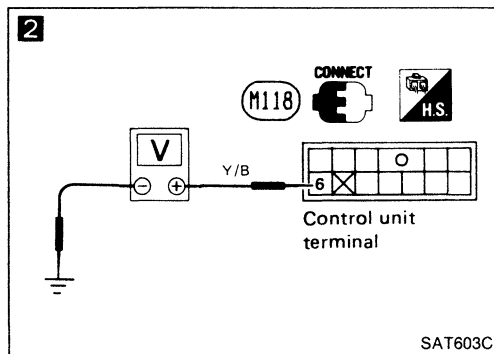 2
CONNECT
M118
H.S.
V
Y/B
6
Control unit
terminal
SAT603C